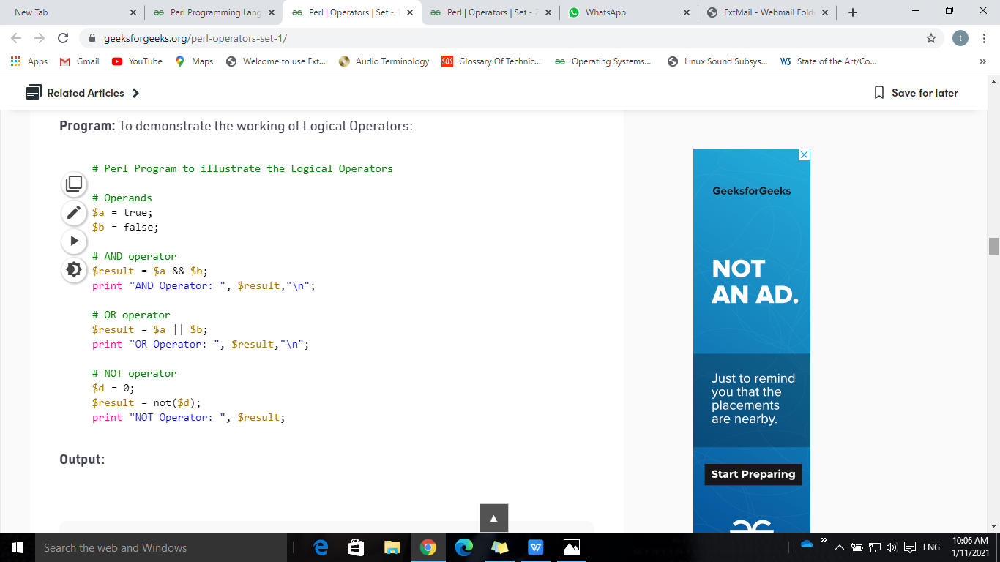 New Tab
Perl Programming Lang
Perl | Operators | Set - 1
Perl | Operators | Set - 2
WhatsApp
ExtMail - Webmail Fold
geeksforgeeks.org/perl-operators-set-1/
t
Apps
Gmail
YouTube
Maps
Welcome to use Ext...
Audio Terminology
SOS
Glossary Of Technic...
Operating Systems...
Linux Sound Subsys...
W3
State of the Art/Co...
Related Articles
Save for later
Program: To demonstrate the working of Logical Operators:
# Perl Program to illustrate the Logical Operators
# Operands
$a = true;
$b = false;
# AND operator
$result = $a && $b;
print "AND Operator: ", $result,"\n";
# OR operator
$result = $a || $b;
print "OR Operator: ", $result,"\n";
# NOT operator
$d = 0;
$result = not($d);
print "NOT Operator: ", $result;
Output:
GeeksforGeeks
NOT
AN AD.
Just to remind
you that the
placements
are nearby.
Start Preparing
Search the web and Windows
ENG
10:06 AM
1/11/2021